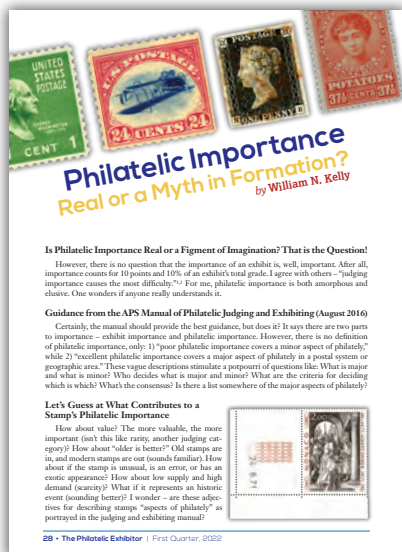 UNITED
STATES
POSTAGE
CENT 1
U.S. POSTAGE
24 CENTS 24
POSTAGE
ONE PENNY
POTATOES
37½ CENTS 37½
Philatelic Importance
Real or a Myth in Formation?
by William N. Kelly
Is Philatelic Importance Real or a Figment of Imagination? That is the Question!
However, there is no question that the importance of an exhibit is, well, important. After all,
importance counts for 10 points and 10% of an exhibit's total grade. I agree with others – "judging
importance causes the most difficulty."1,2 For me, philatelic importance is both amorphous and
elusive. One wonders if anyone really understands it.
Guidance from the APS Manual of Philatelic Judging and Exhibiting (August 2016)
Certainly, the manual should provide the best guidance, but does it? It says there are two parts
to importance – exhibit importance and philatelic importance. However, there is no definition
of philatelic importance, only: 1) "poor philatelic importance covers a minor aspect of philately,"
while 2) "excellent philatelic importance covers a major aspect of philately in a postal system or
geographic area." These vague descriptions stimulate a potpourri of questions like: What is major
and what is minor? Who decides what is major and minor? What are the criteria for deciding
which is which? What's the consensus? Is there a list somewhere of the major aspects of philately?
Let's Guess at What Contributes to a
Stamp's Philatelic Importance
How about value? The more valuable, the more
important (isn't this like rarity, another judging cat-
egory)? How about "older is better?" Old stamps are
in, and modern stamps are out (sounds familiar). How
about if the stamp is unusual, is an error, or has an
exotic appearance? How about low supply and high
demand (scarcity)? What if it represents an historic
event (sounding better)? I wonder – are these adjec-
tives for describing stamps "aspects of philately" as
portrayed in the judging and exhibiting manual?
MONACO
28 • The Philatelic Exhibitor | First Quarter, 2022